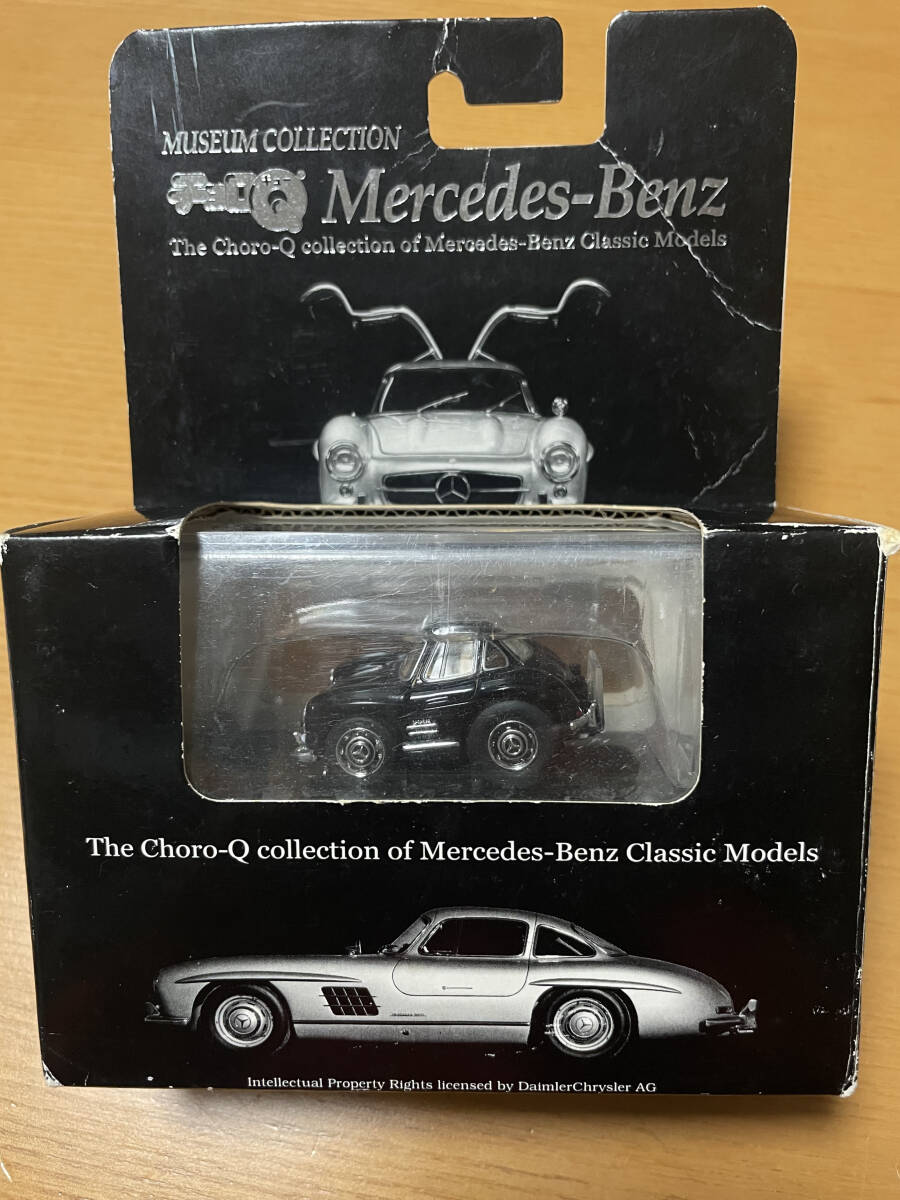 MUSEUM COLLECTION
チョロQ Mercedes-Benz
The Choro-Q collection of Mercedes-Benz Classic Models
The Choro-Q collection of Mercedes-Benz Classic Models
Intellectual Property Rights licensed by DaimlerChrysler AG